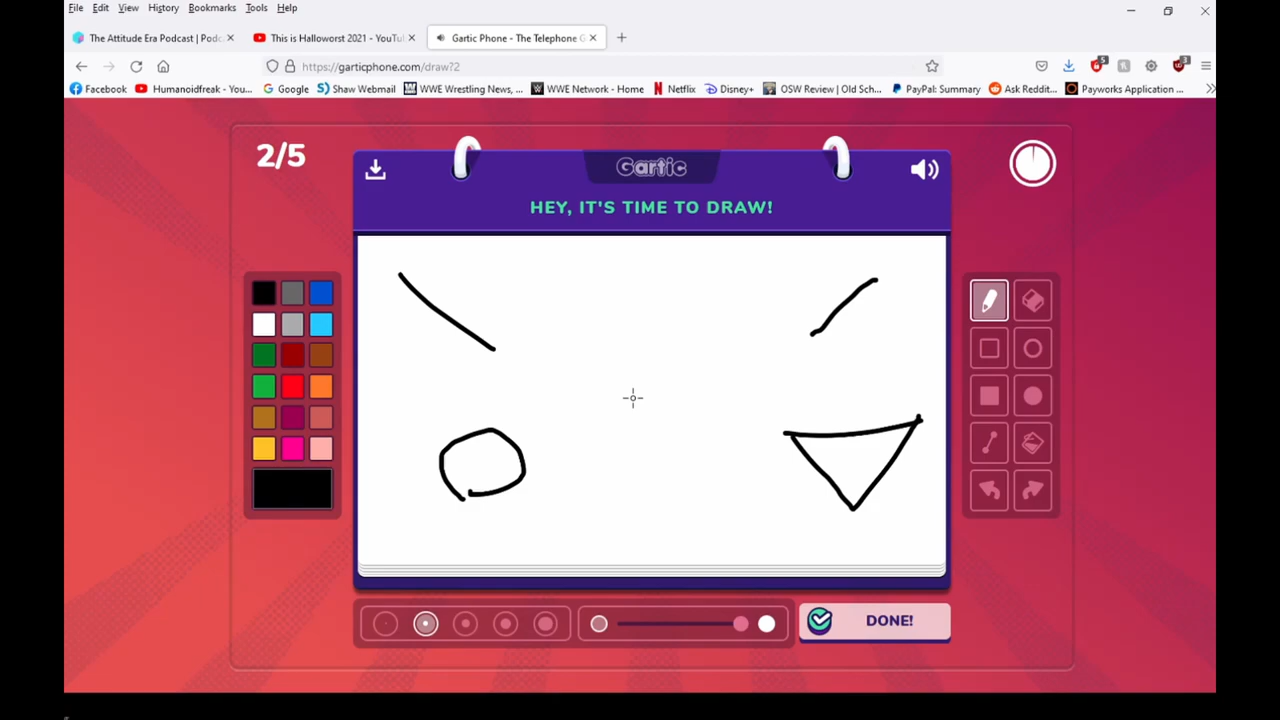 File Edit View History Bookmarks Tools Help
The Attitude Era Podcast | Podc
This is Halloworst 2021 - YouTu
Gartic Phone - The Telephone G
https://garticphone.com/draw?2
5
3
Facebook Humanoidfreak - You... Google Shaw Webmail WWE Wrestling News, ... WWE Network - Home Netflix Disney+ OSW Review | Old Sch... PayPal: Summary Ask Reddit... Payworks Application ...
2/5
Gartic
HEY, IT'S TIME TO DRAW!
DONE!